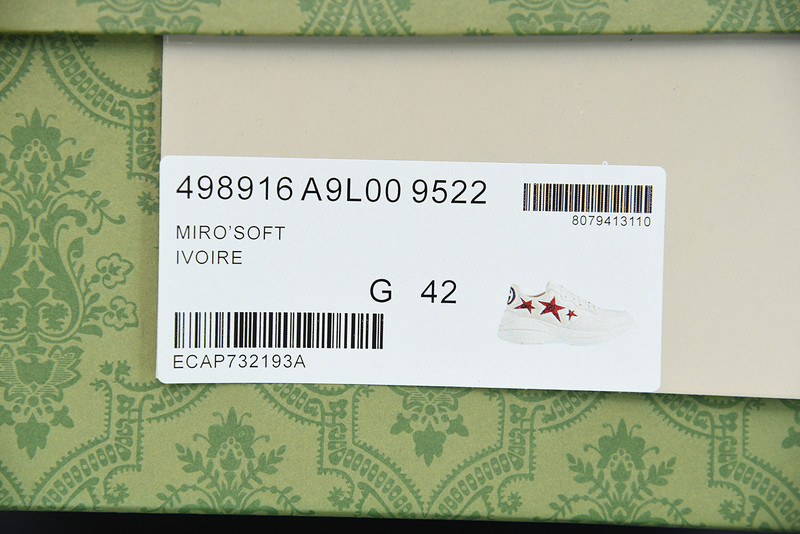 498916 A9L00 9522
8079413110
MIRO'SOFT
IVOIRE
G 42
ECAP732193A